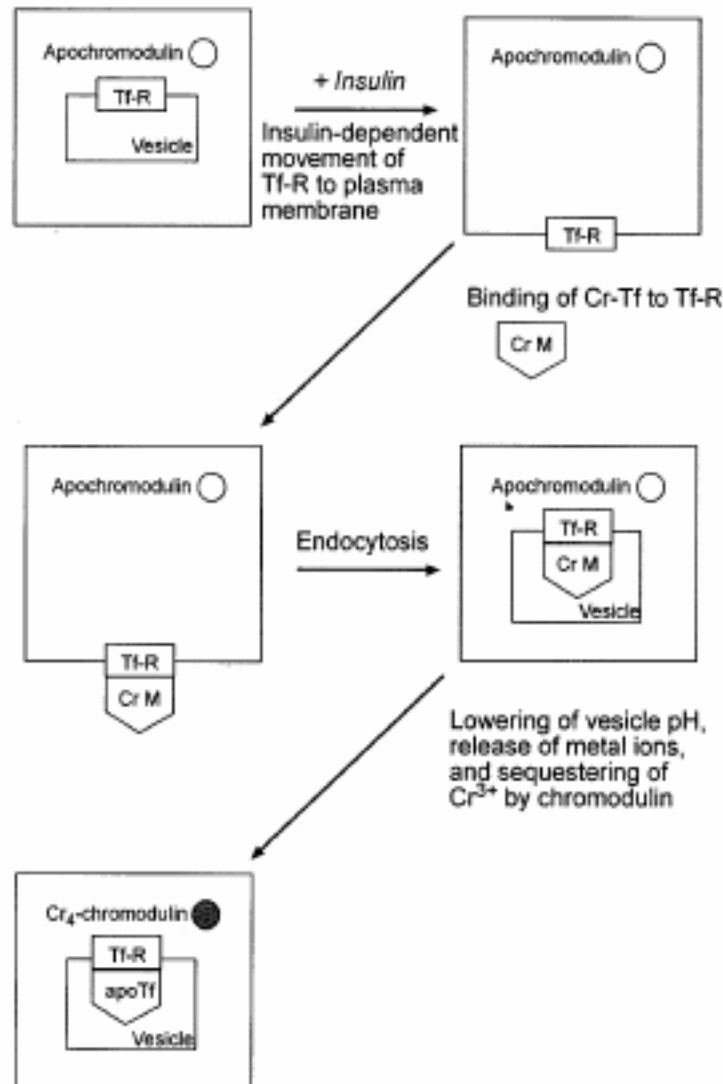 Apochromodulin
Tf-R
Vesicle
+ Insulin
Insulin-dependent
movement of
Tf-R to plasma
membrane
Apochromodulin
Tf-R
Binding of Cr-Tf to Tf-R
Cr M
Apochromodulin
Tf-R
Cr M
Endocytosis
Apochromodulin
Tf-R
Cr M
Vesicle
Lowering of vesicle pH,
release of metal ions,
and sequestering of
Cr³⁺ by chromodulin
Cr₄-chromodulin
Tf-R
apoTf
Vesicle